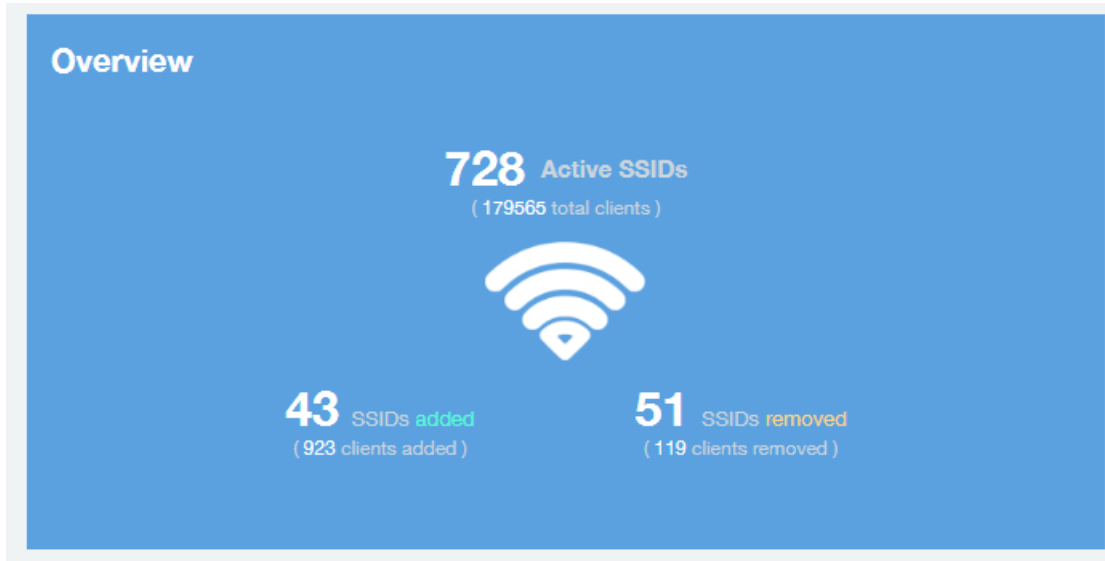 Overview
728 Active SSIDs
( 179565 total clients )
43 SSIDs added
( 923 clients added )
51 SSIDs removed
( 119 clients removed )